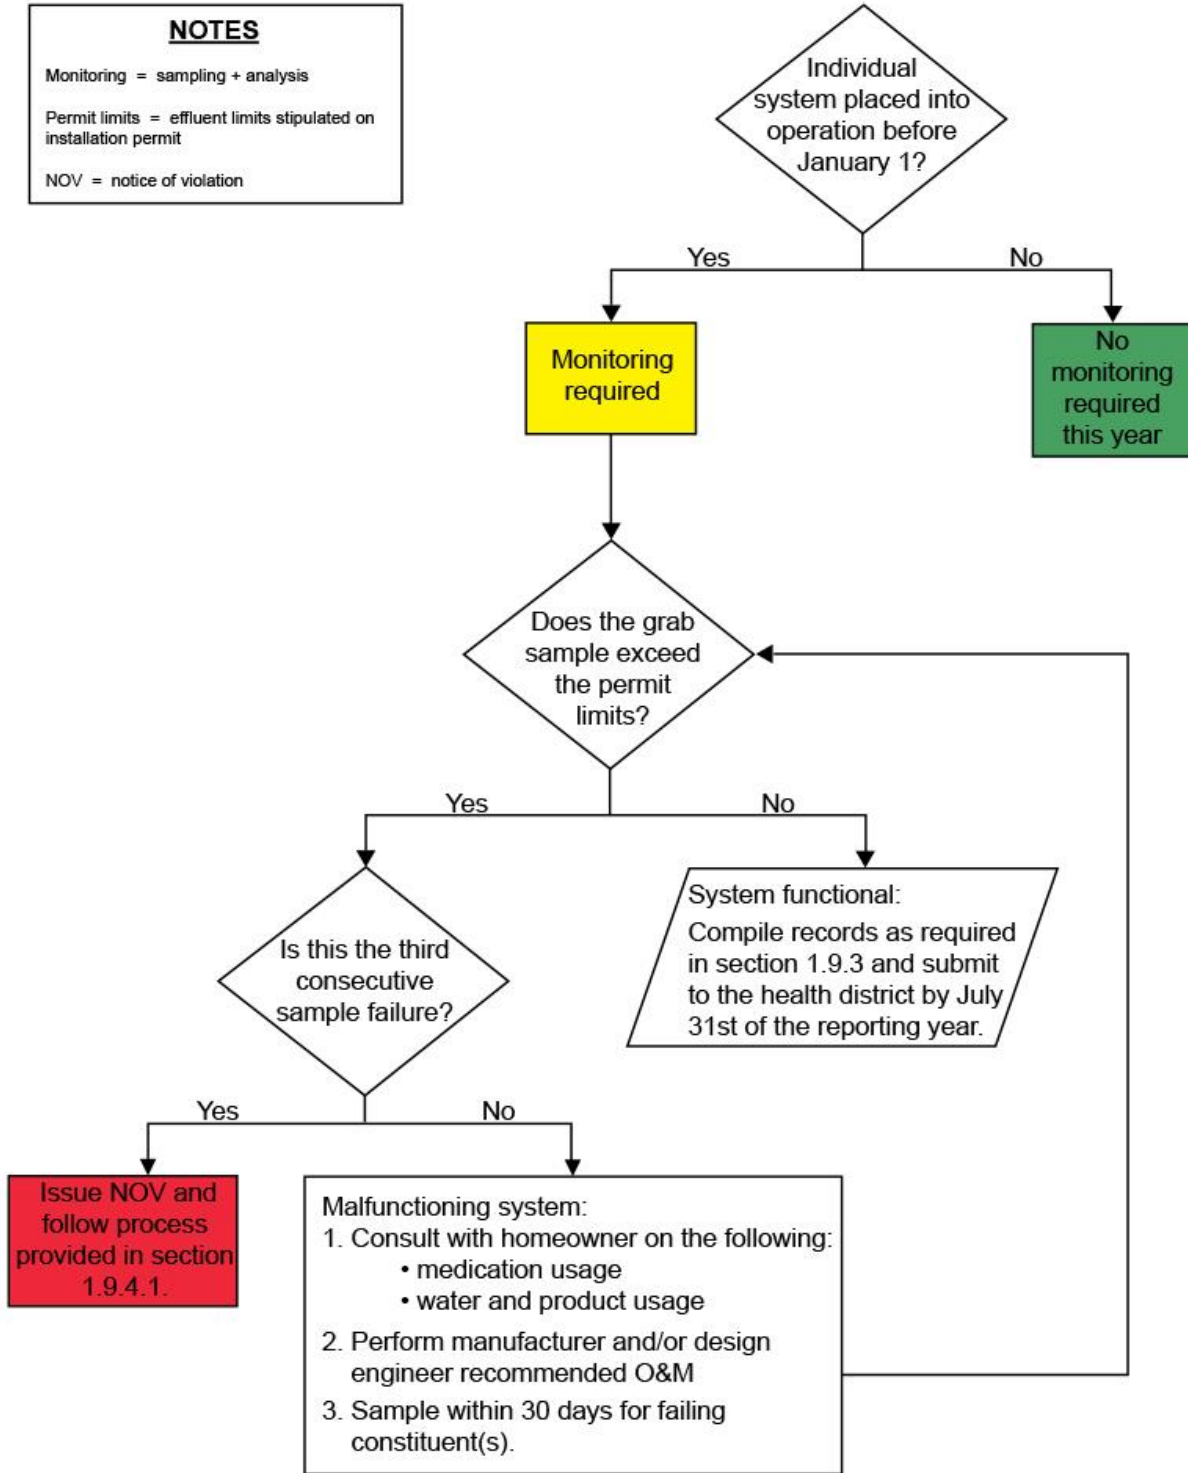 NOTES
Monitoring = sampling + analysis
Permit limits = effluent limits stipulated on
installation permit
NOV = notice of violation
Individual
system placed into
operation before
January 1?
Yes
No
Monitoring
required
No
monitoring
required
this year
Does the grab
sample exceed
the permit
limits?
Yes
No
Is this the third
consecutive
sample failure?
System functional:
Compile records as required
in section 1.9.3 and submit
to the health district by July
31st of the reporting year.
Yes
No
Issue NOV and
follow process
provided in section
1.9.4.1.
Malfunctioning system:
1. Consult with homeowner on the following:
• medication usage
• water and product usage
2. Perform manufacturer and/or design
engineer recommended O&M
3. Sample within 30 days for failing
constituent(s).